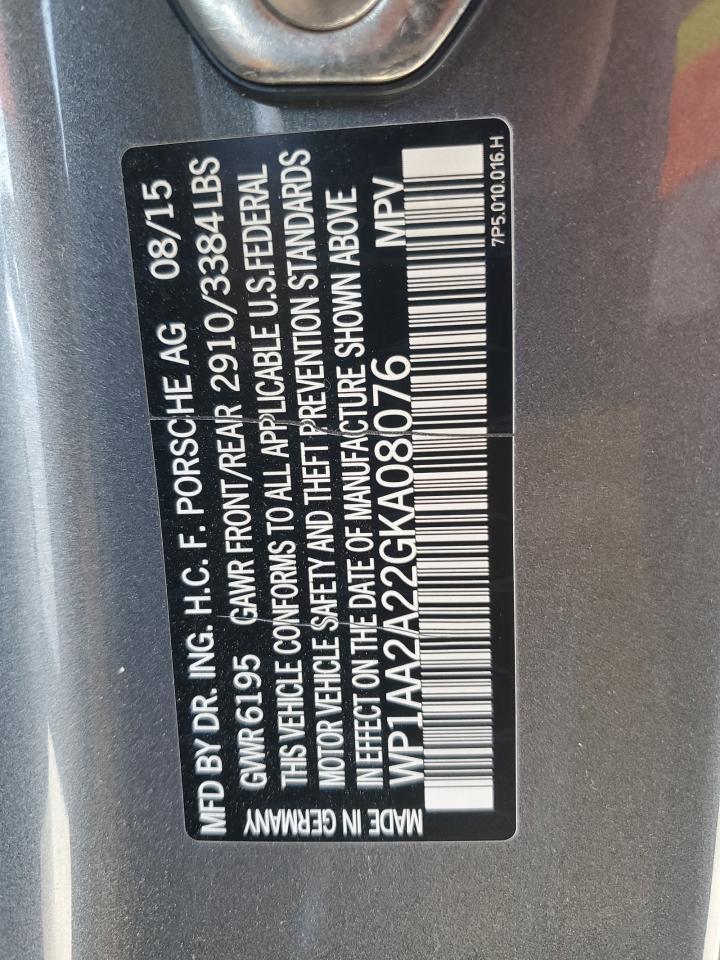 MFD BY DR. ING. H.C. F. PORSCHE AG 08/15
GVWR 6195 GAWR FRONT/REAR 2910/3384LBS
THIS VEHICLE CONFORMS TO ALL APPLICABLE U.S.FEDERAL
MOTOR VEHICLE SAFETY AND THEFT PREVENTION STANDARDS
IN EFFECT ON THE DATE OF MANUFACTURE SHOWN ABOVE
WP1AA2A22GKA08076 MPV
MADE IN GERMANY
7P5.010.016.H